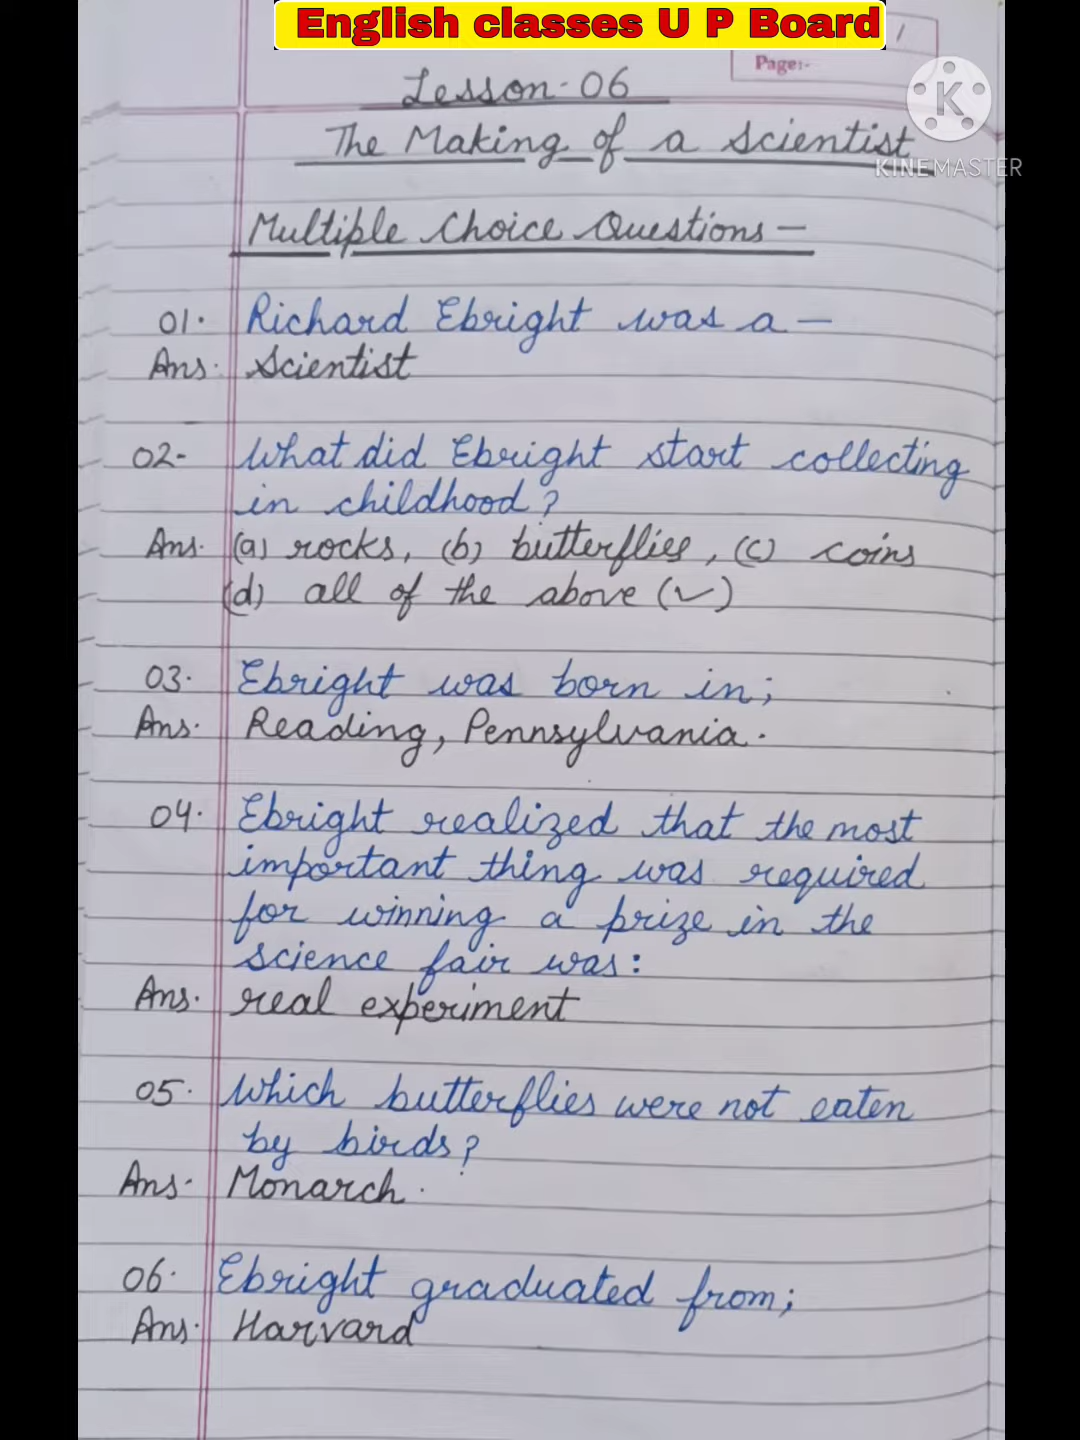 English classes U P Board
1
Page:-
Lesson-06
K
The Making of a Scientist
KINEMASTER
Multiple Choice Questions-
01. Richard Ebright was a -
Ans. Scientist
02- What did Ebright start collecting
in childhood?
Ans. (a) rocks, (b) butterflies, (c) coins
(d) all of the above (✓)
03. Ebright was born in;
Ans. Reading, Pennsylvania.
04. Ebright realized that the most
important thing was required
for winning a prize in the
science fair was:
Ans. real experiment
05. Which butterflies were not eaten
by birds?
Ans- Monarch.
06. Ebright graduated from;
Ans. Harvard